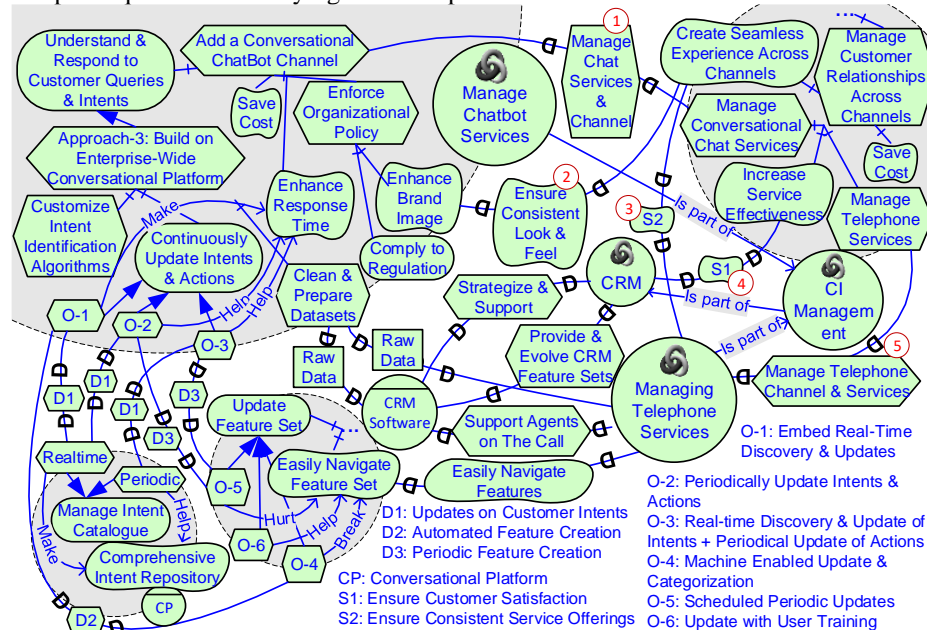 Understand &
Respond to
Customer Queries
& Intents
Add a Conversational
ChatBot Channel
Save
Cost
Enforce
Organizational
Policy
Manage
Chatbot
Services
1
Manage
Chat
Services
&
Channel
Create Seamless
Experience Across
Channels
...
Manage
Customer
Relationships
Across
Channels
Manage
Conversational
Chat Services
Save
Cost
Approach-3: Build on
Enterprise-Wide
Conversational Platform
Enhance
Response
Time
Enhance
Brand
Image
2
Ensure
Consistent
Look &
Feel
3
S2
Is part of
Increase
Service
Effectiveness
Manage
Telephone
Services
Customize
Intent
Identification
Algorithms
Make
Continuously
Update Intents
& Actions
Comply to
Regulation
Clean &
Prepare
Datasets
Strategize &
Support
CRM
S1
4
Is part of
CI
Managem
ent
O-1
O-2
Help
Help
O-3
Raw
Data
Raw
Data
Provide &
Evolve CRM
Feature Sets
Is part of
5
Manage Telephone
Channel & Services
D1
D1
D1
D3
D3
CRM
Software
Managing
Telephone
Services
Update
Feature Set
...
Support Agents
on The Call
Realtime
Periodic
O-5
Easily Navigate
Feature Set
Easily Navigate
Features
Manage Intent
Catalogue
Help
Hurt
Help
Break
O-6
O-4
Make
Comprehensive
Intent Repository
CP
D2
D1: Updates on Customer Intents
D2: Automated Feature Creation
D3: Periodic Feature Creation
CP: Conversational Platform
S1: Ensure Customer Satisfaction
S2: Ensure Consistent Service Offerings
O-1: Embed Real-Time
Discovery & Updates
O-2: Periodically Update Intents &
Actions
O-3: Real-time Discovery & Update of
Intents + Periodical Update of Actions
O-4: Machine Enabled Update &
Categorization
O-5: Scheduled Periodic Updates
O-6: Update with User Training